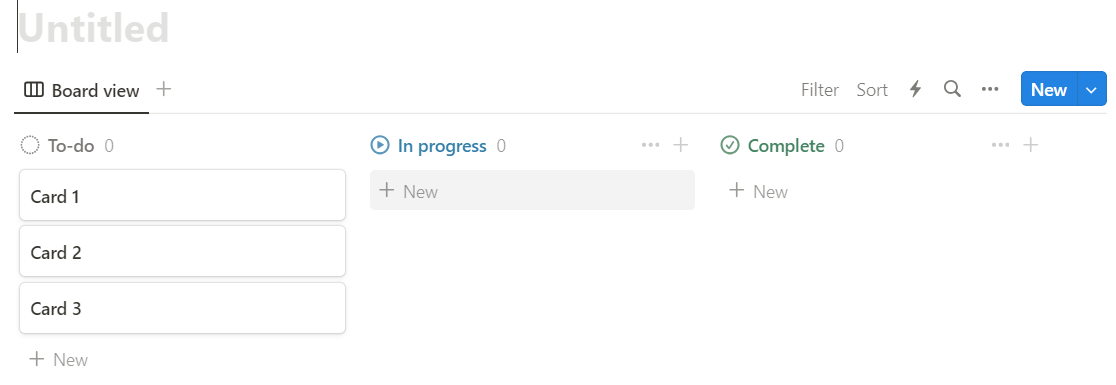 Untitled
Board view
Filter Sort New
To-do 0 In progress 0 Complete 0
Card 1
New New
Card 2
Card 3
New